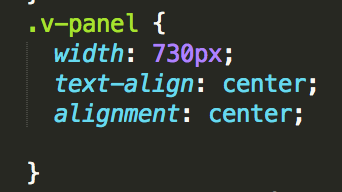 .v-panel {
width: 730px;
text-align: center;
alignment: center;
}